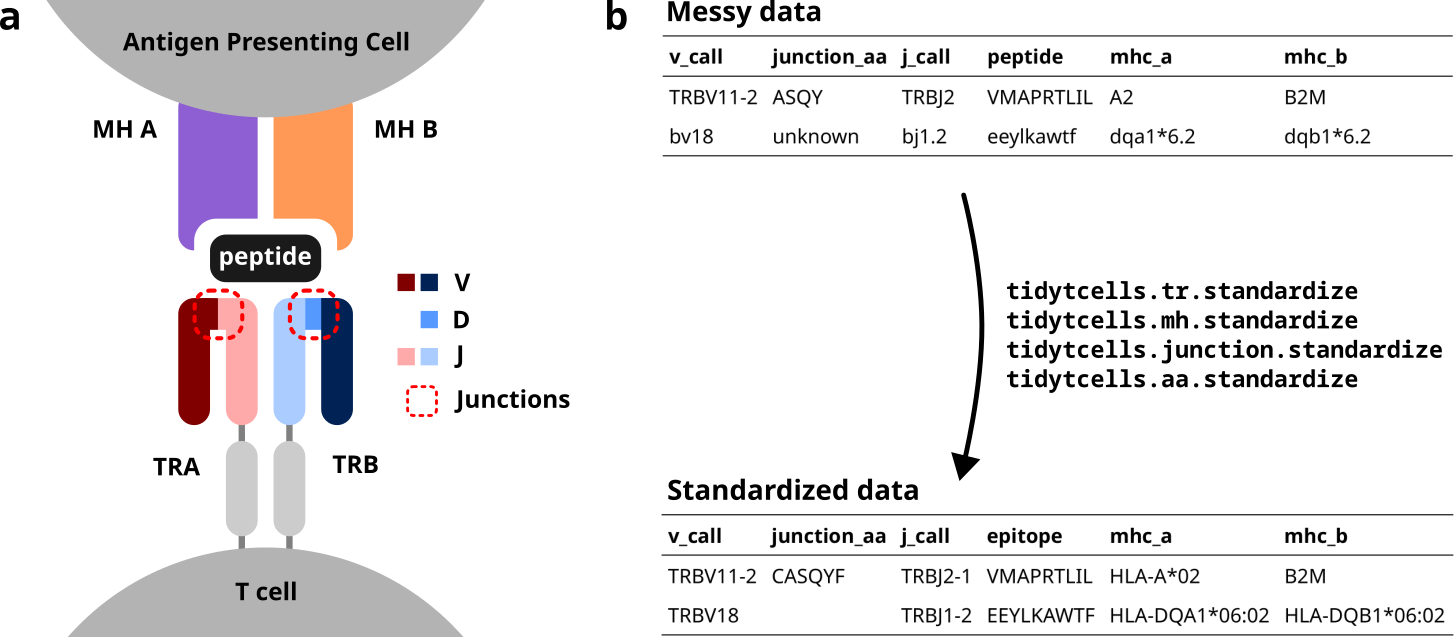 a
Antigen Presenting Cell
MH A
MH B
peptide
V
D
J
Junctions
TRA
TRB
T cell
b
Messy data
v_call junction_aa j_call peptide mhc_a mhc_b
TRBV11-2 ASQY TRBJ2 VMAPRTLIL A2 B2M
bv18 unknown bj1.2 eeylkawtf dqa1*6.2 dqb1*6.2
tidytcells.tr.standardize
tidytcells.mh.standardize
tidytcells.junction.standardize
tidytcells.aa.standardize
Standardized data
v_call junction_aa j_call epitope mhc_a mhc_b
TRBV11-2 CASQYF TRBJ2-1 VMAPRTLIL HLA-A*02 B2M
TRBV18 TRBJ1-2 EEYLKAWTF HLA-DQA1*06:02 HLA-DQB1*06:02